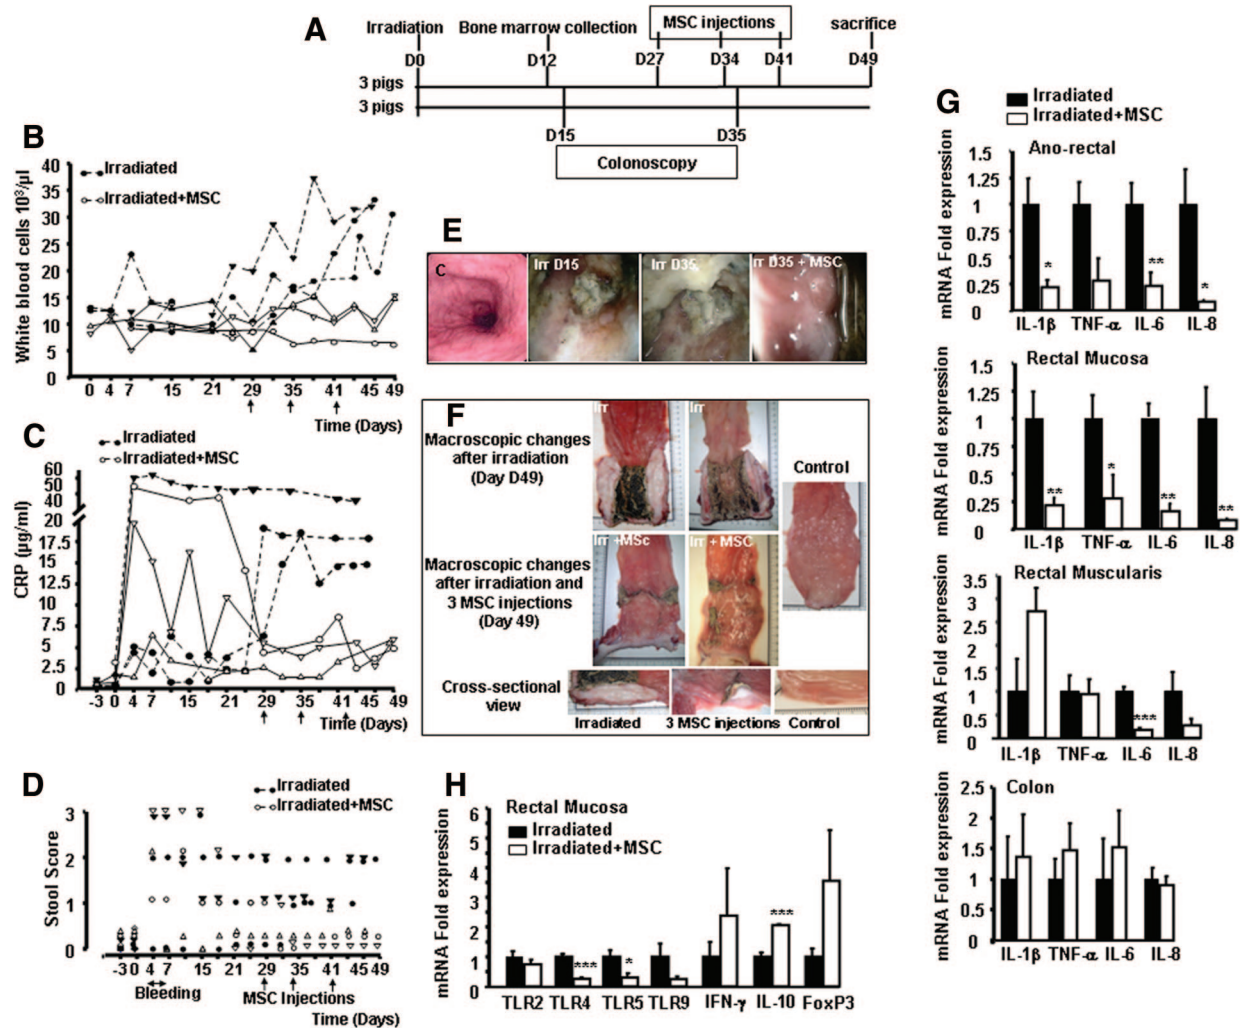 A
Irradiation
Bone marrow collection
MSC injections
sacrifice
D0
D12
D27
D34
D41
D49
3 pigs
3 pigs
D15
D35
Colonoscopy
B
White blood cells 10³/µl
40
35
30
25
20
15
10
5
0
Irradiated
Irradiated+MSC
0 4 7 15 21 29 35 41 45 49
Time (Days)
C
CRP (µg/ml)
60
50
40
20
17.5
15
12.5
10
7.5
5
2.5
0
Irradiated
Irradiated+MSC
-3 0 4 7 11 15 18 21 25 29 35 41 45 49
Time (Days)
D
Stool Score
3
2
1
0
Irradiated
Irradiated+MSC
-3 0 4 7 15 21 25 29 35 41 45 49
Bleeding
MSC Injections
Time (Days)
E
C
Irr D15
Irr D35
rr D35 + MSC
F
Macroscopic changes
after irradiation
(Day D49)
Irr
Irr
Control
Macroscopic changes
after irradiation and
3 MSC injections
(Day 49)
Irr +MSc
Irr + MSC
Cross-sectional
view
Irradiated
3 MSC injections
Control
G
Irradiated
Irradiated+MSC
Ano-rectal
mRNA Fold expression
1.5
1.25
1
0.75
0.5
0.25
0
* ** *
IL-1β TNF-α IL-6 IL-8
Rectal Mucosa
mRNA Fold expression
1.5
1.25
1
0.75
0.5
0.25
0
** * ** **
IL-1β TNF-α IL-6 IL-8
Rectal Muscularis
mRNA Fold expression
3.5
3
2.5
2
1.5
1
0.5
0
***
IL-1β TNF-α IL-6 IL-8
Colon
mRNA Fold expression
2.5
2
1.5
1
0.5
0
IL-1β TNF-α IL-6 IL-8
H
Rectal Mucosa
Irradiated
Irradiated+MSC
mRNA Fold expression
6
5
4
3
2
1
0
*** * ***
TLR2 TLR4 TLR5 TLR9 IFN-γ IL-10 FoxP3